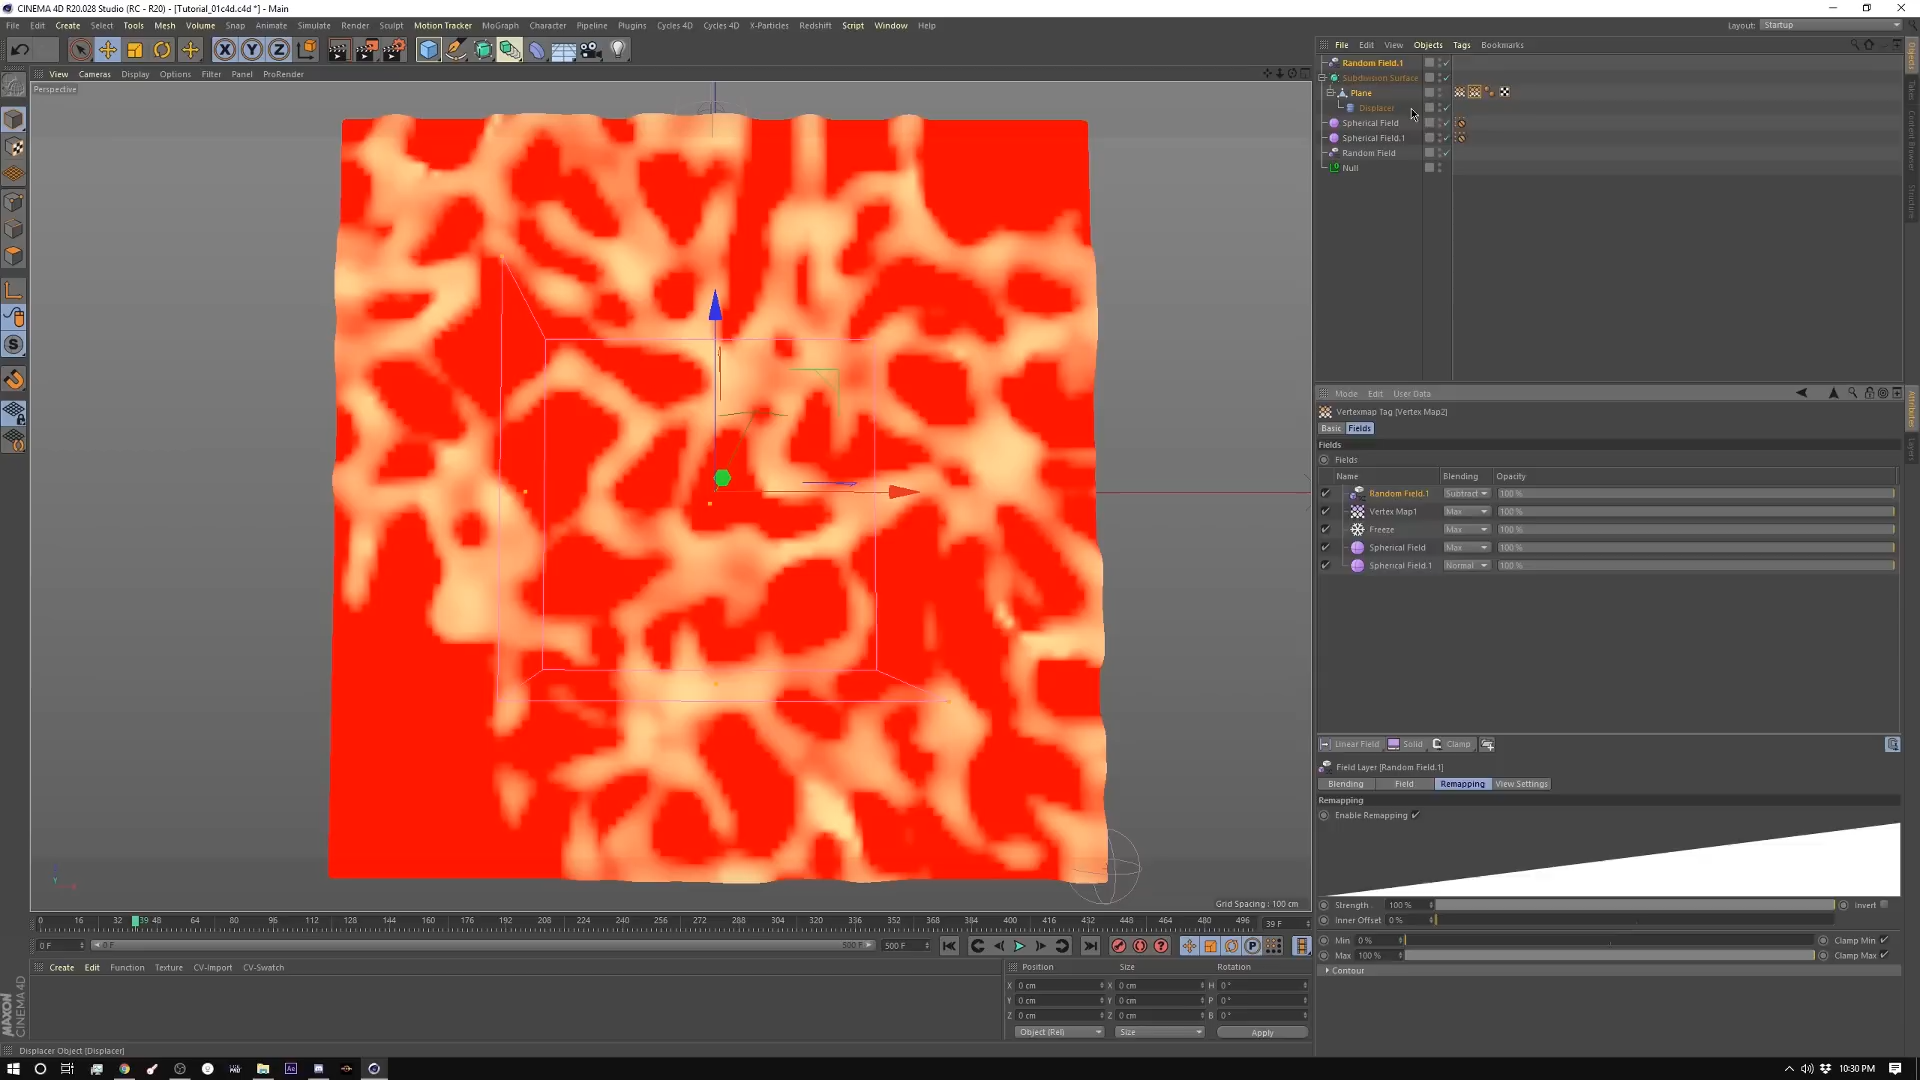 CINEMA 4D R20.028 Studio (RC - R20) - [Tutorial_01c4d.c4d *] - Main
File Edit Create Select Tools Mesh Volume Snap Animate Simulate Render Sculpt Motion Tracker MoGraph Character Pipeline Plugins Cycles 4D Cycles 4D X-Particles Redshift Script Window Help
Layout: Startup
File Edit View Objects Tags Bookmarks
View Cameras Display Options Filter Panel ProRender
Perspective
Random Field.1
Subdivision Surface
Plane
Displacer
Spherical Field
Spherical Field.1
Random Field
Null
Objects
Takes
Content Browser
Structure
Mode Edit User Data
Attributes
Layers
Vertexmap Tag [Vertex Map2]
Basic Fields
Fields
Fields
Name Blending Opacity
Random Field.1 Subtract 100 %
Vertex Map1 Max 100 %
Freeze Max 100 %
Spherical Field Max 100 %
Spherical Field.1 Normal 100 %
Linear Field Solid Clamp
Field Layer [Random Field.1]
Blending Field Remapping View Settings
Remapping
Enable Remapping
Strength 100 % Invert
Inner Offset 0 %
Min 0 % Clamp Min
Max 100 % Clamp Max
Contour
Grid Spacing : 100 cm
0 16 32 39 48 64 80 96 112 128 144 160 176 192 208 224 240 256 272 288 304 320 336 352 368 384 400 416 432 448 464 480 496 39 F
0 F 0 F 500 F 500 F
Create Edit Function Texture CV-Import CV-Swatch
Position Size Rotation
X 0 cm X 0 cm H 0 °
Y 0 cm Y 0 cm P 0 °
Z 0 cm Z 0 cm B 0 °
Object (Rel) Size Apply
MAXON CINEMA 4D
Displacer Object [Displacer]
10:30 PM